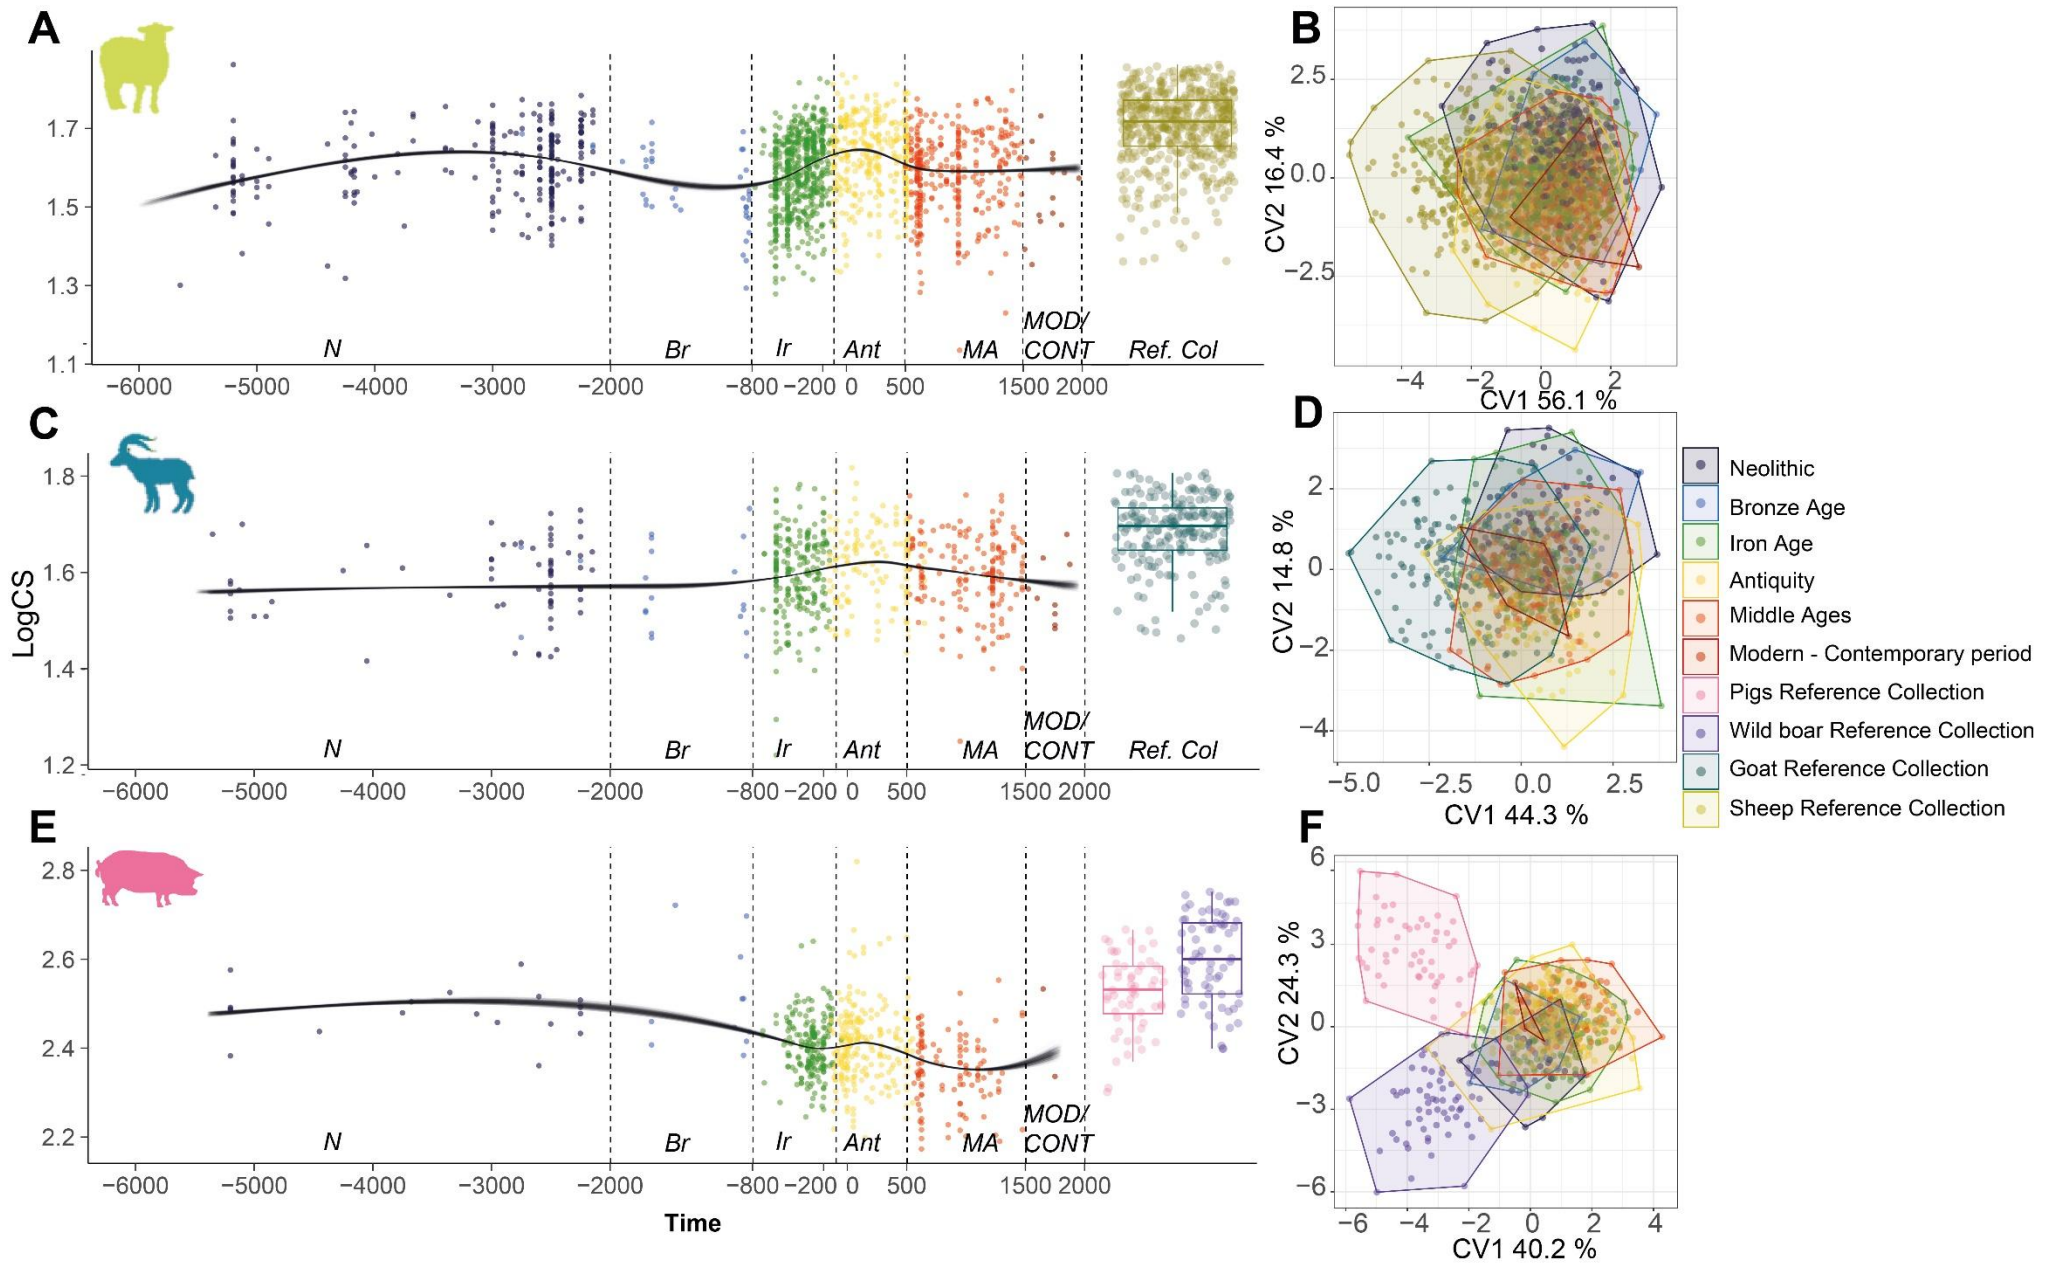 A
1.7
1.5
1.3
1.1
N
Br
Ir
Ant
MA
MOD/
CONT
Ref. Col
−6000 −5000 −4000 −3000 −2000 −800 −200 0 500 1500 2000
B
2.5
0.0
−2.5
CV2 16.4 %
−4 −2 0 2
CV1 56.1 %
C
LogCS
1.8
1.6
1.4
1.2
N
Br
Ir
Ant
MA
MOD/
CONT
Ref. Col
−6000 −5000 −4000 −3000 −2000 −800 −200 0 500 1500 2000
D
2
0
−2
−4
CV2 14.8 %
−5.0 −2.5 0.0 2.5
CV1 44.3 %
Neolithic
Bronze Age
Iron Age
Antiquity
Middle Ages
Modern - Contemporary period
Pigs Reference Collection
Wild boar Reference Collection
Goat Reference Collection
Sheep Reference Collection
E
2.8
2.6
2.4
2.2
N
Br
Ir
Ant
MA
MOD/
CONT
−6000 −5000 −4000 −3000 −2000 −800 −200 0 500 1500 2000
Time
F
6
3
0
−3
−6
CV2 24.3 %
−6 −4 −2 0 2 4
CV1 40.2 %